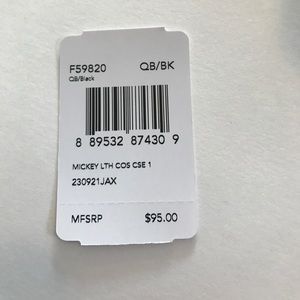 F59820 QB/BK
QB/Black
8 89532 87430 9
MICKEY LTH COS CSE 1
230921JAX
MFSRP $95.00